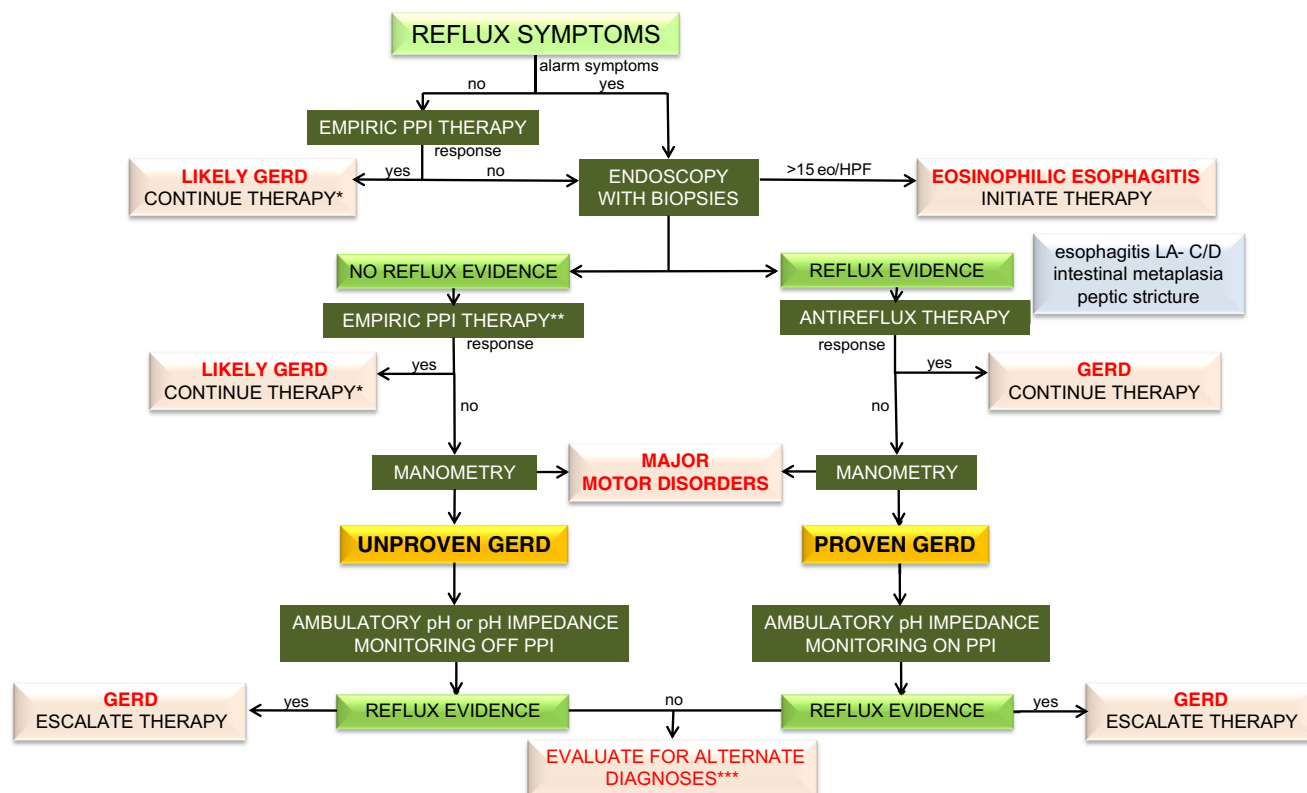 REFLUX SYMPTOMS
alarm symptoms
no
yes
EMPIRIC PPI THERAPY
response
yes
no
LIKELY GERD
CONTINUE THERAPY*
ENDOSCOPY
WITH BIOPSIES
>15 eo/HPF
EOSINOPHILIC ESOPHAGITIS
INITIATE THERAPY
NO REFLUX EVIDENCE
REFLUX EVIDENCE
esophagitis LA- C/D
intestinal metaplasia
peptic stricture
EMPIRIC PPI THERAPY**
response
ANTIREFLUX THERAPY
response
LIKELY GERD
CONTINUE THERAPY*
yes
no
yes
no
GERD
CONTINUE THERAPY
MANOMETRY
MAJOR
MOTOR DISORDERS
MANOMETRY
UNPROVEN GERD
PROVEN GERD
AMBULATORY pH or pH IMPEDANCE
MONITORING OFF PPI
AMBULATORY pH IMPEDANCE
MONITORING ON PPI
GERD
ESCALATE THERAPY
yes
REFLUX EVIDENCE
no
REFLUX EVIDENCE
yes
GERD
ESCALATE THERAPY
EVALUATE FOR ALTERNATE
DIAGNOSES***